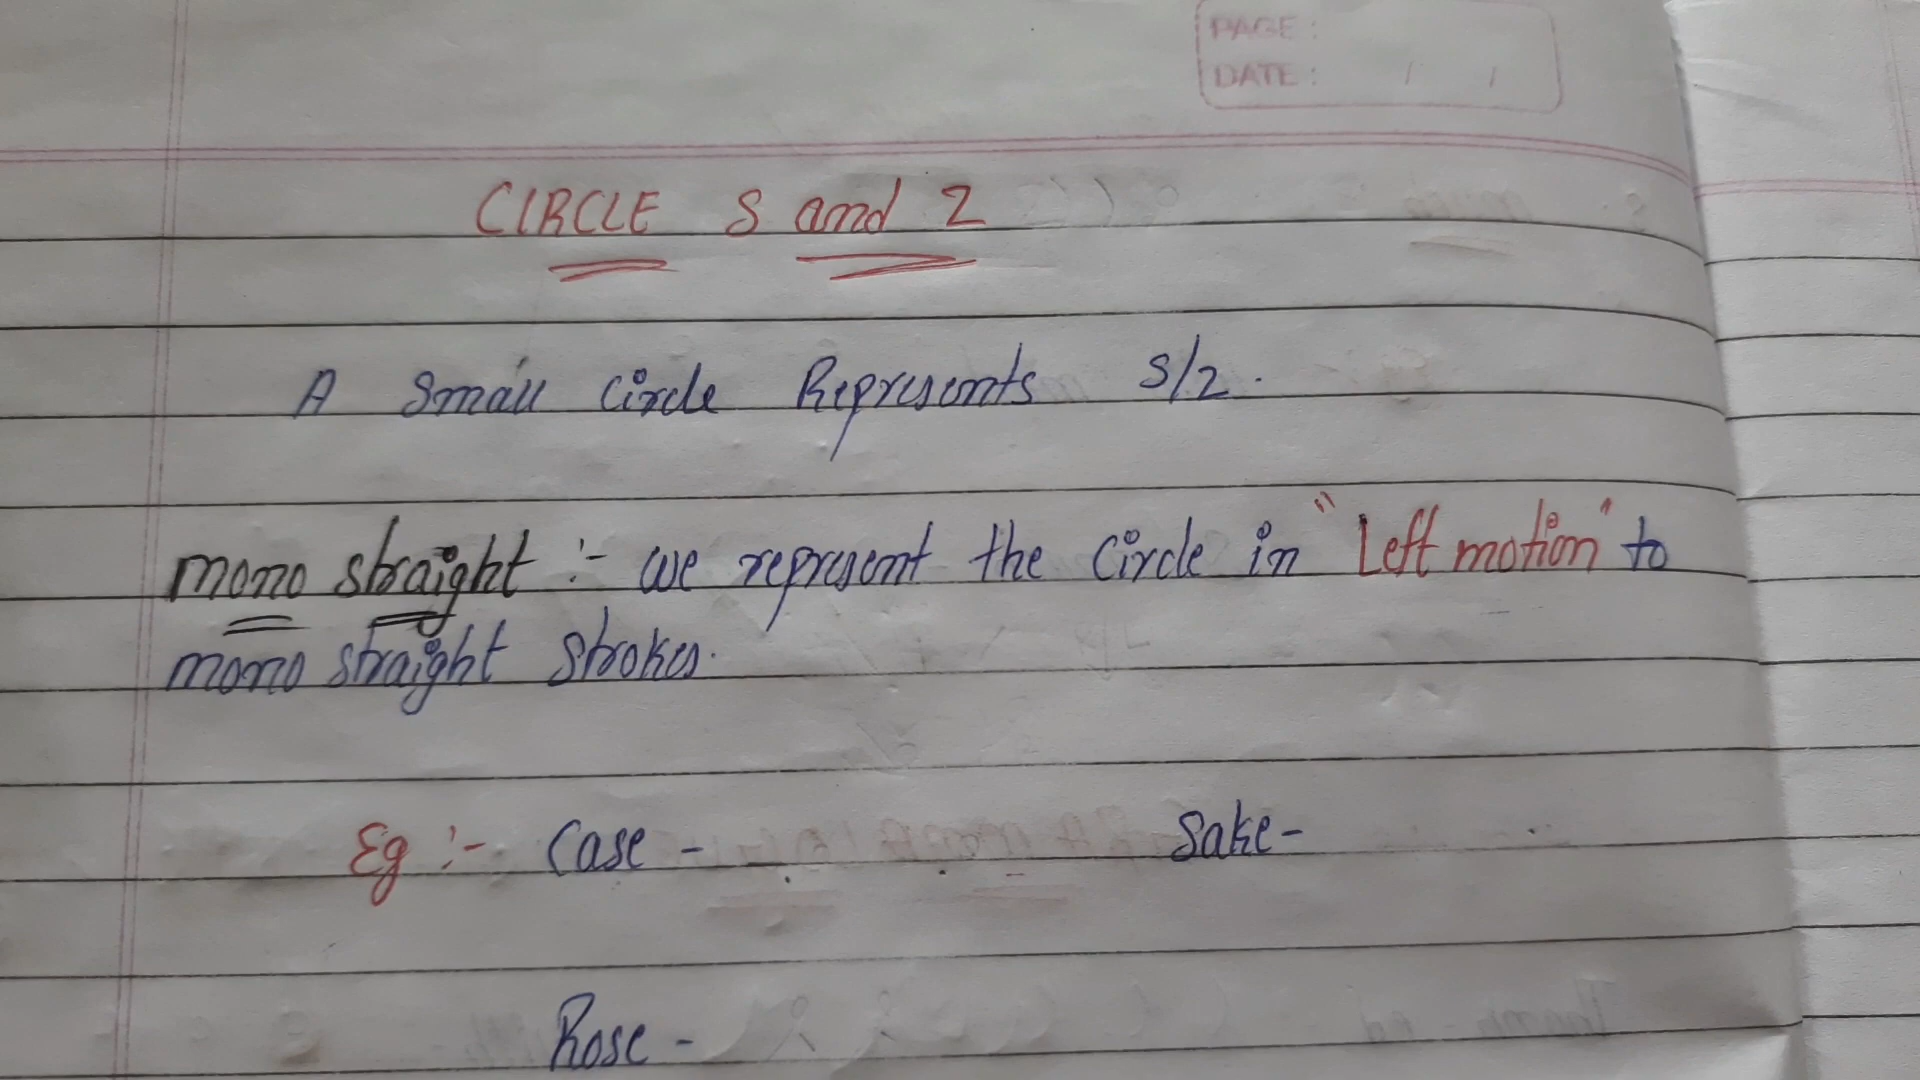 PAGE :
DATE : / /
CIRCLE S and Z
A Small Circle Represents S/Z.
mono straight :- we represent the Circle in "Left motion" to
mono straight Strokes.
Eg :- Case - Sake-
Rose -